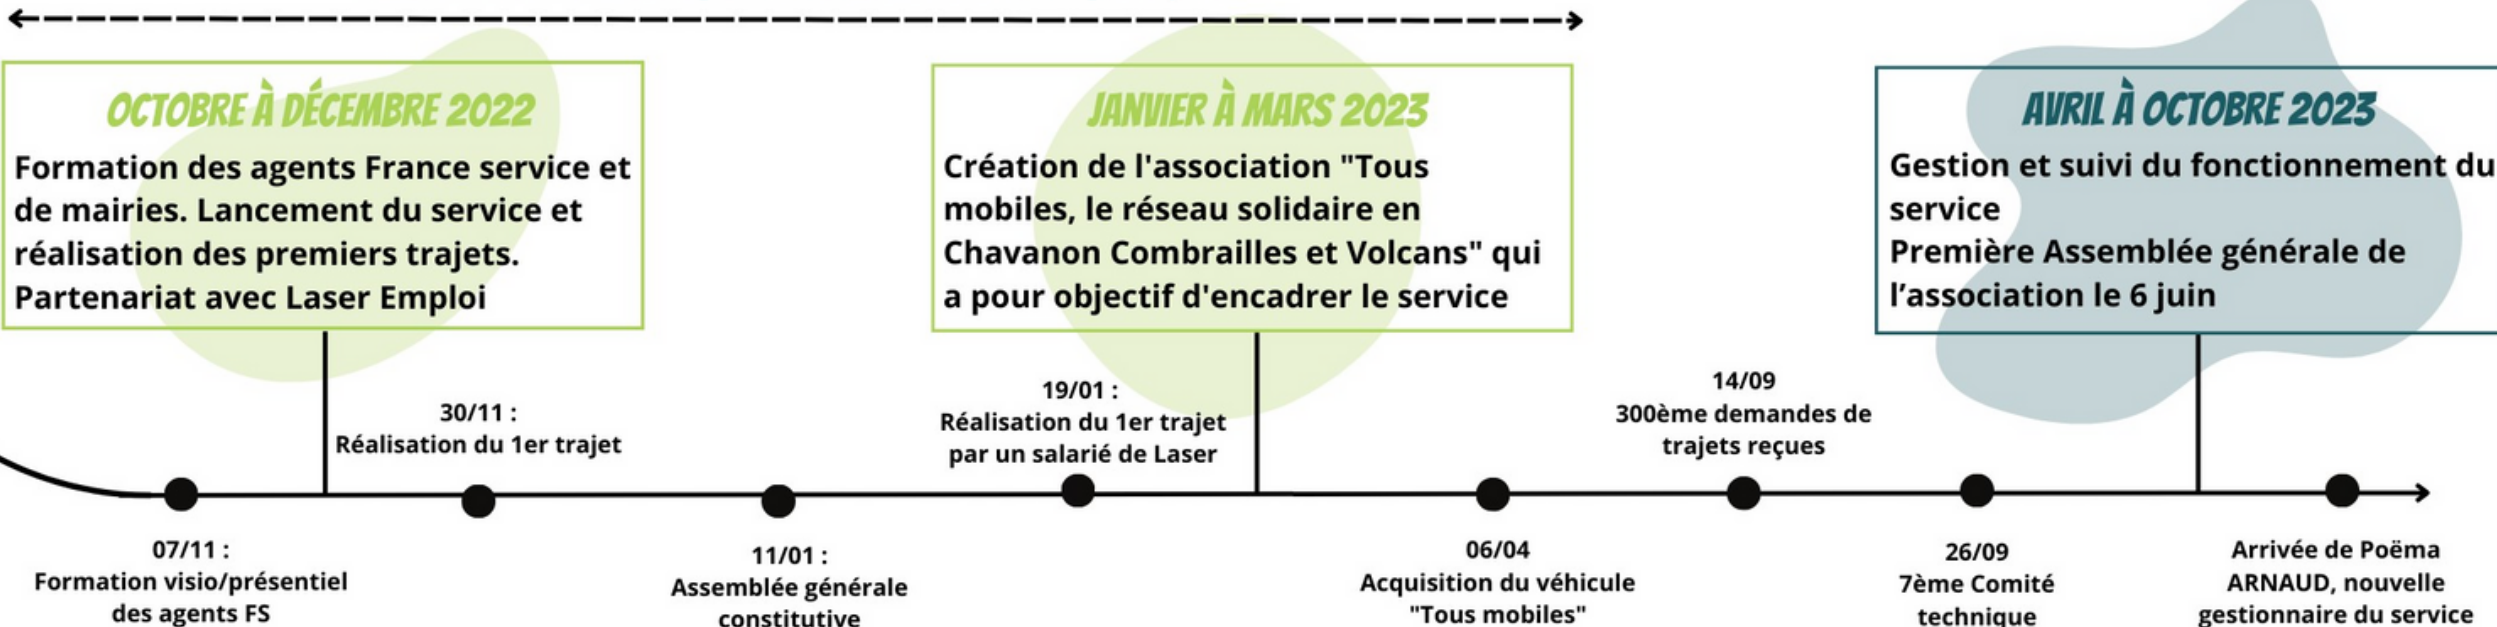 OCTOBRE À DÉCEMBRE 2022
Formation des agents France service et
de mairies. Lancement du service et
réalisation des premiers trajets.
Partenariat avec Laser Emploi
JANVIER À MARS 2023
Création de l'association "Tous
mobiles, le réseau solidaire en
Chavanon Combrailles et Volcans" qui
a pour objectif d'encadrer le service
AVRIL À OCTOBRE 2023
Gestion et suivi du fonctionnement du
service
Première Assemblée générale de
l’association le 6 juin
30/11 :
Réalisation du 1er trajet
19/01 :
Réalisation du 1er trajet
par un salarié de Laser
14/09
300ème demandes de
trajets reçues
07/11 :
Formation visio/présentiel
des agents FS
11/01 :
Assemblée générale
constitutive
06/04
Acquisition du véhicule
"Tous mobiles"
26/09
7ème Comité
technique
Arrivée de Poëma
ARNAUD, nouvelle
gestionnaire du service